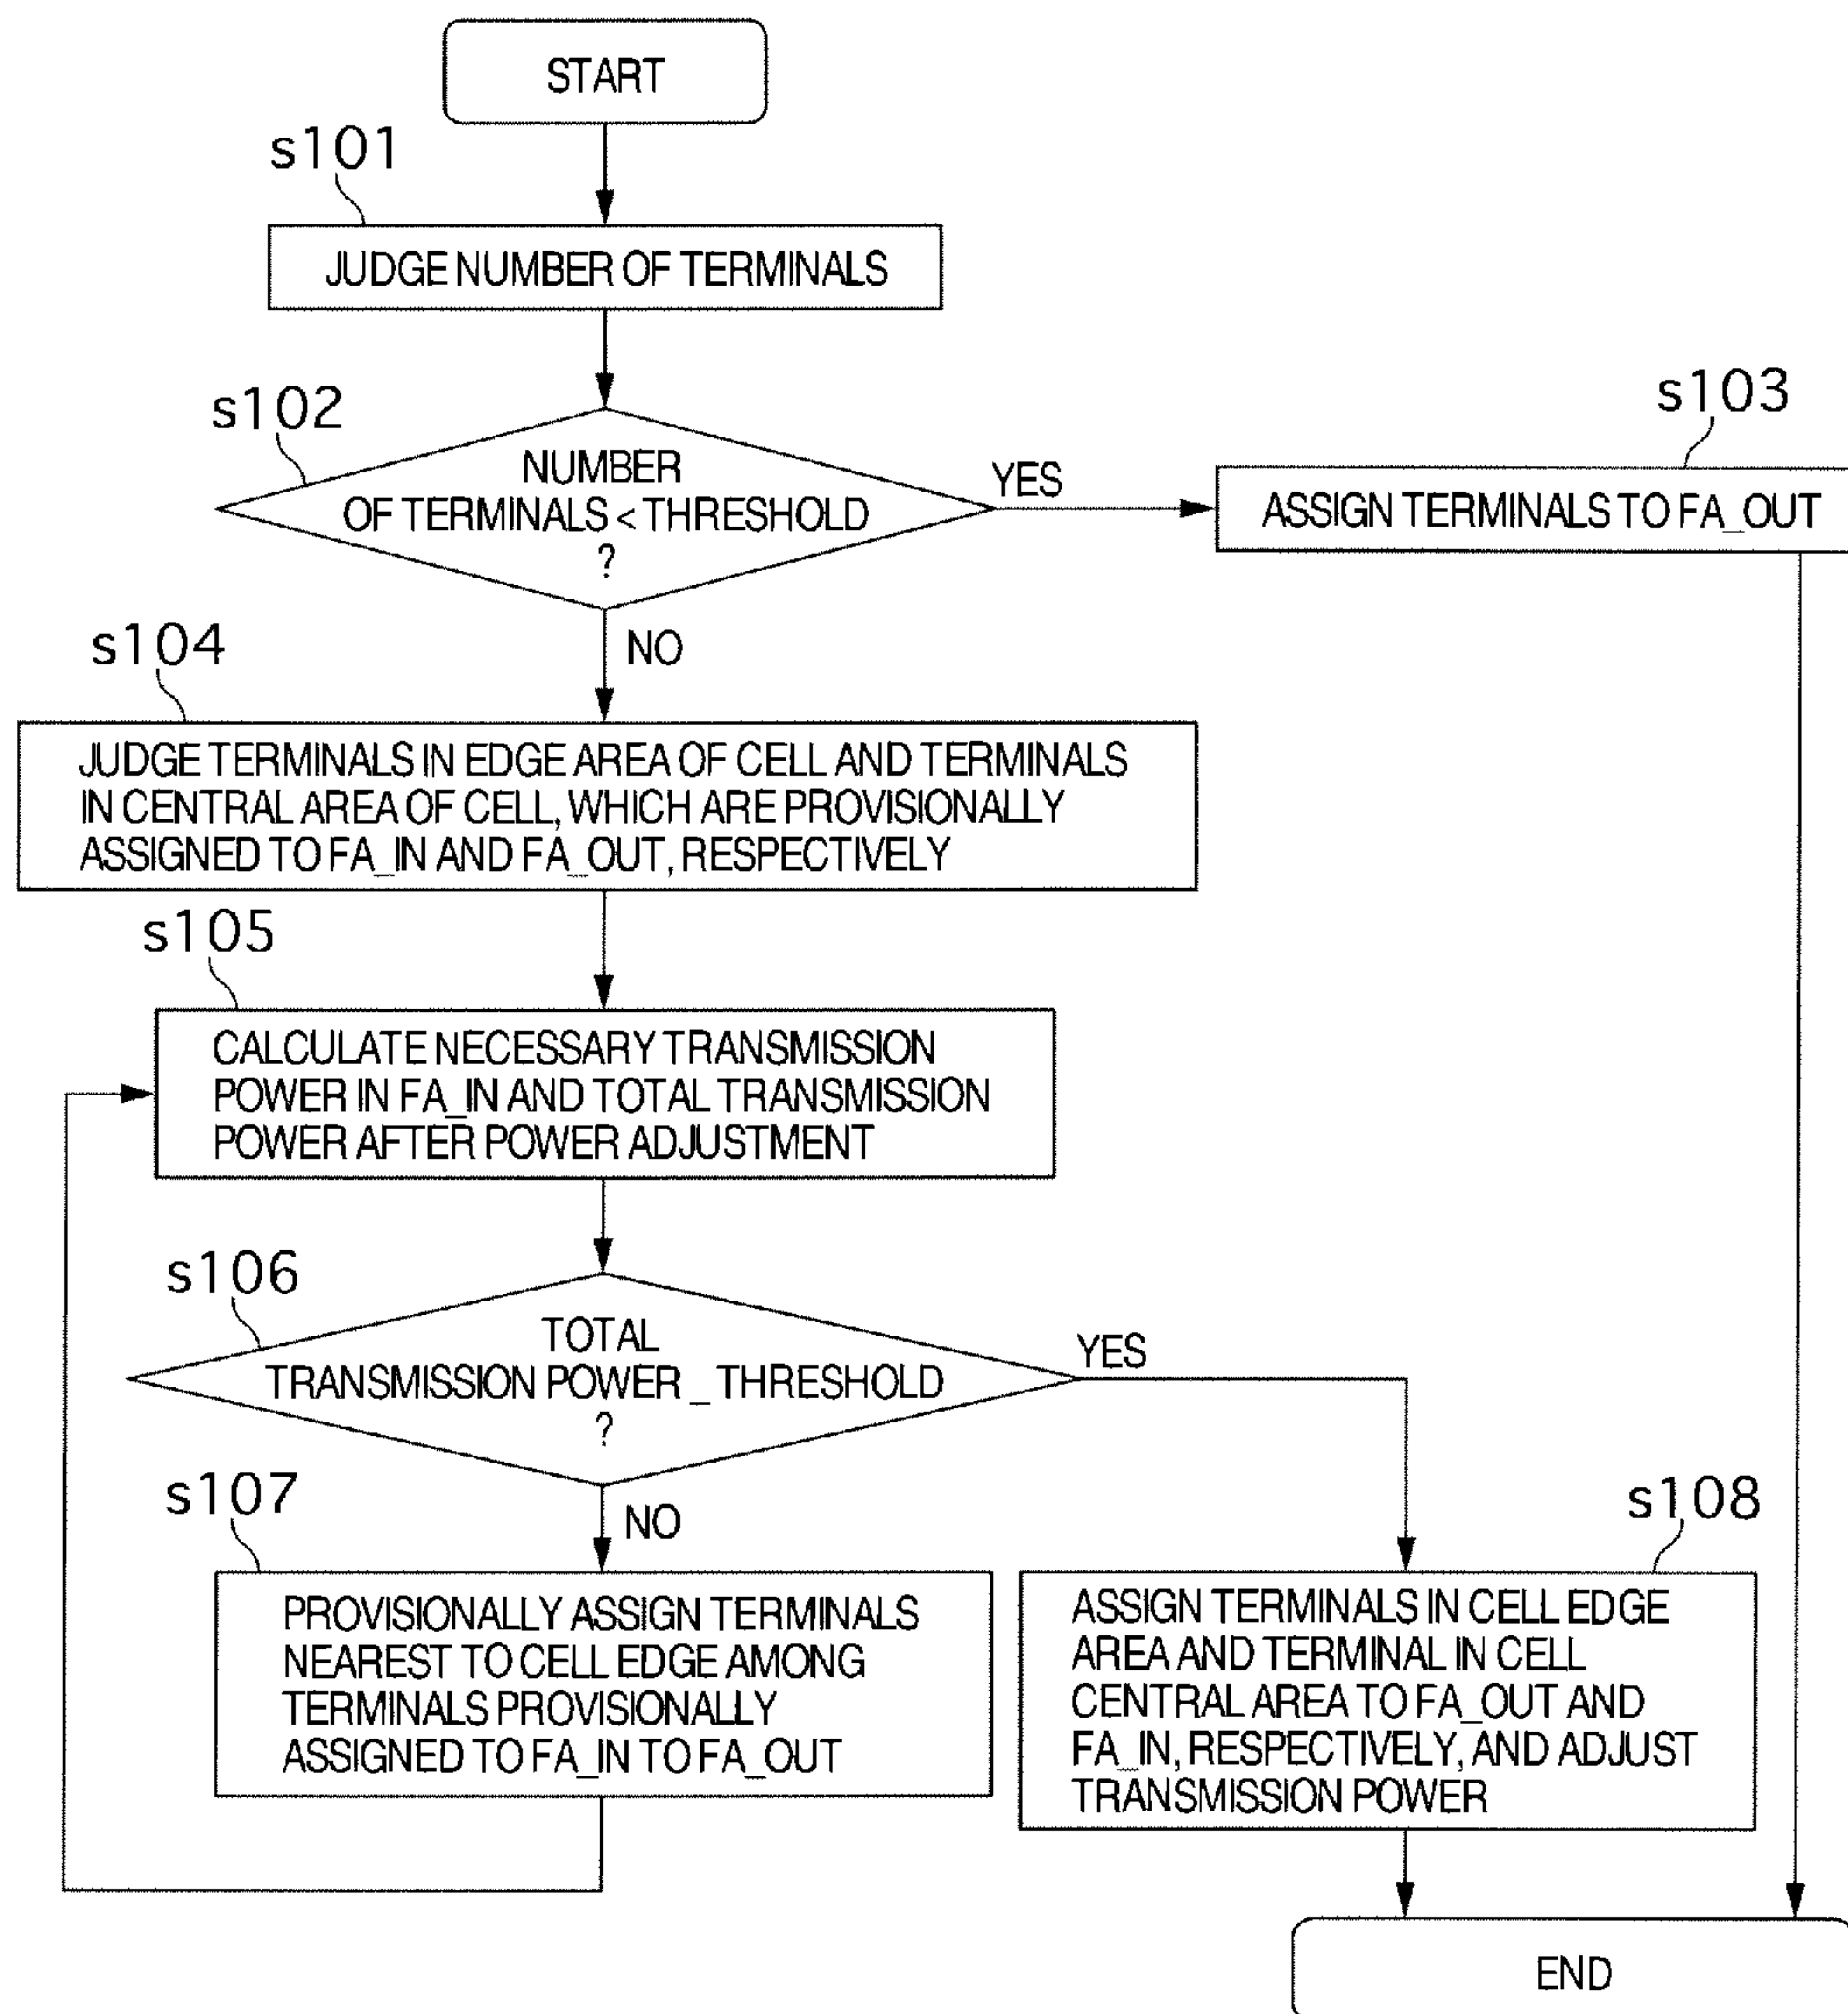 START
s101
JUDGE NUMBER OF TERMINALS
s102
NUMBER
OF TERMINALS < THRESHOLD
?
YES
s103
ASSIGN TERMINALS TO FA_OUT
NO
s104
JUDGE TERMINALS IN EDGE AREA OF CELL AND TERMINALS
IN CENTRAL AREA OF CELL, WHICH ARE PROVISIONALLY
ASSIGNED TO FA_IN AND FA_OUT, RESPECTIVELY
s105
CALCULATE NECESSARY TRANSMISSION
POWER IN FA_IN AND TOTAL TRANSMISSION
POWER AFTER POWER ADJUSTMENT
s106
TOTAL
TRANSMISSION POWER _ THRESHOLD
?
YES
NO
s107
PROVISIONALLY ASSIGN TERMINALS
NEAREST TO CELL EDGE AMONG
TERMINALS PROVISIONALLY
ASSIGNED TO FA_IN TO FA_OUT
s108
ASSIGN TERMINALS IN CELL EDGE
AREA AND TERMINAL IN CELL
CENTRAL AREA TO FA_OUT AND
FA_IN, RESPECTIVELY, AND ADJUST
TRANSMISSION POWER
END